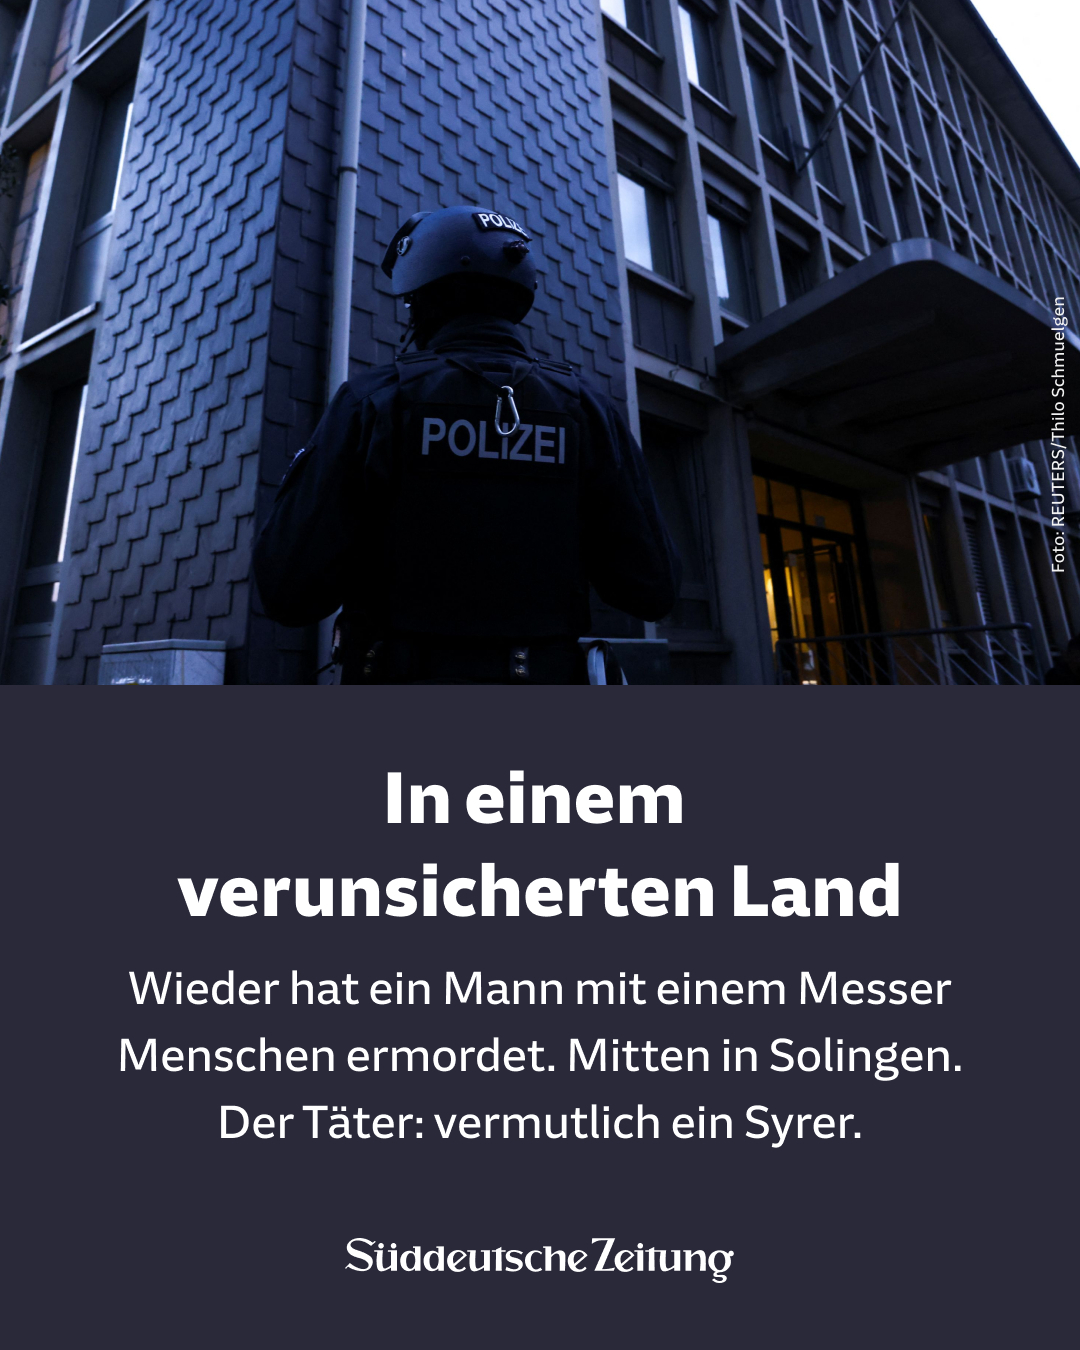 POLIZEI
POLIZEI
Foto: REUTERS/Thilo Schmuelgen
In einem
verunsicherten Land
Wieder hat ein Mann mit einem Messer
Menschen ermordet. Mitten in Solingen.
Der Täter: vermutlich ein Syrer.
Süddeutsche Zeitung